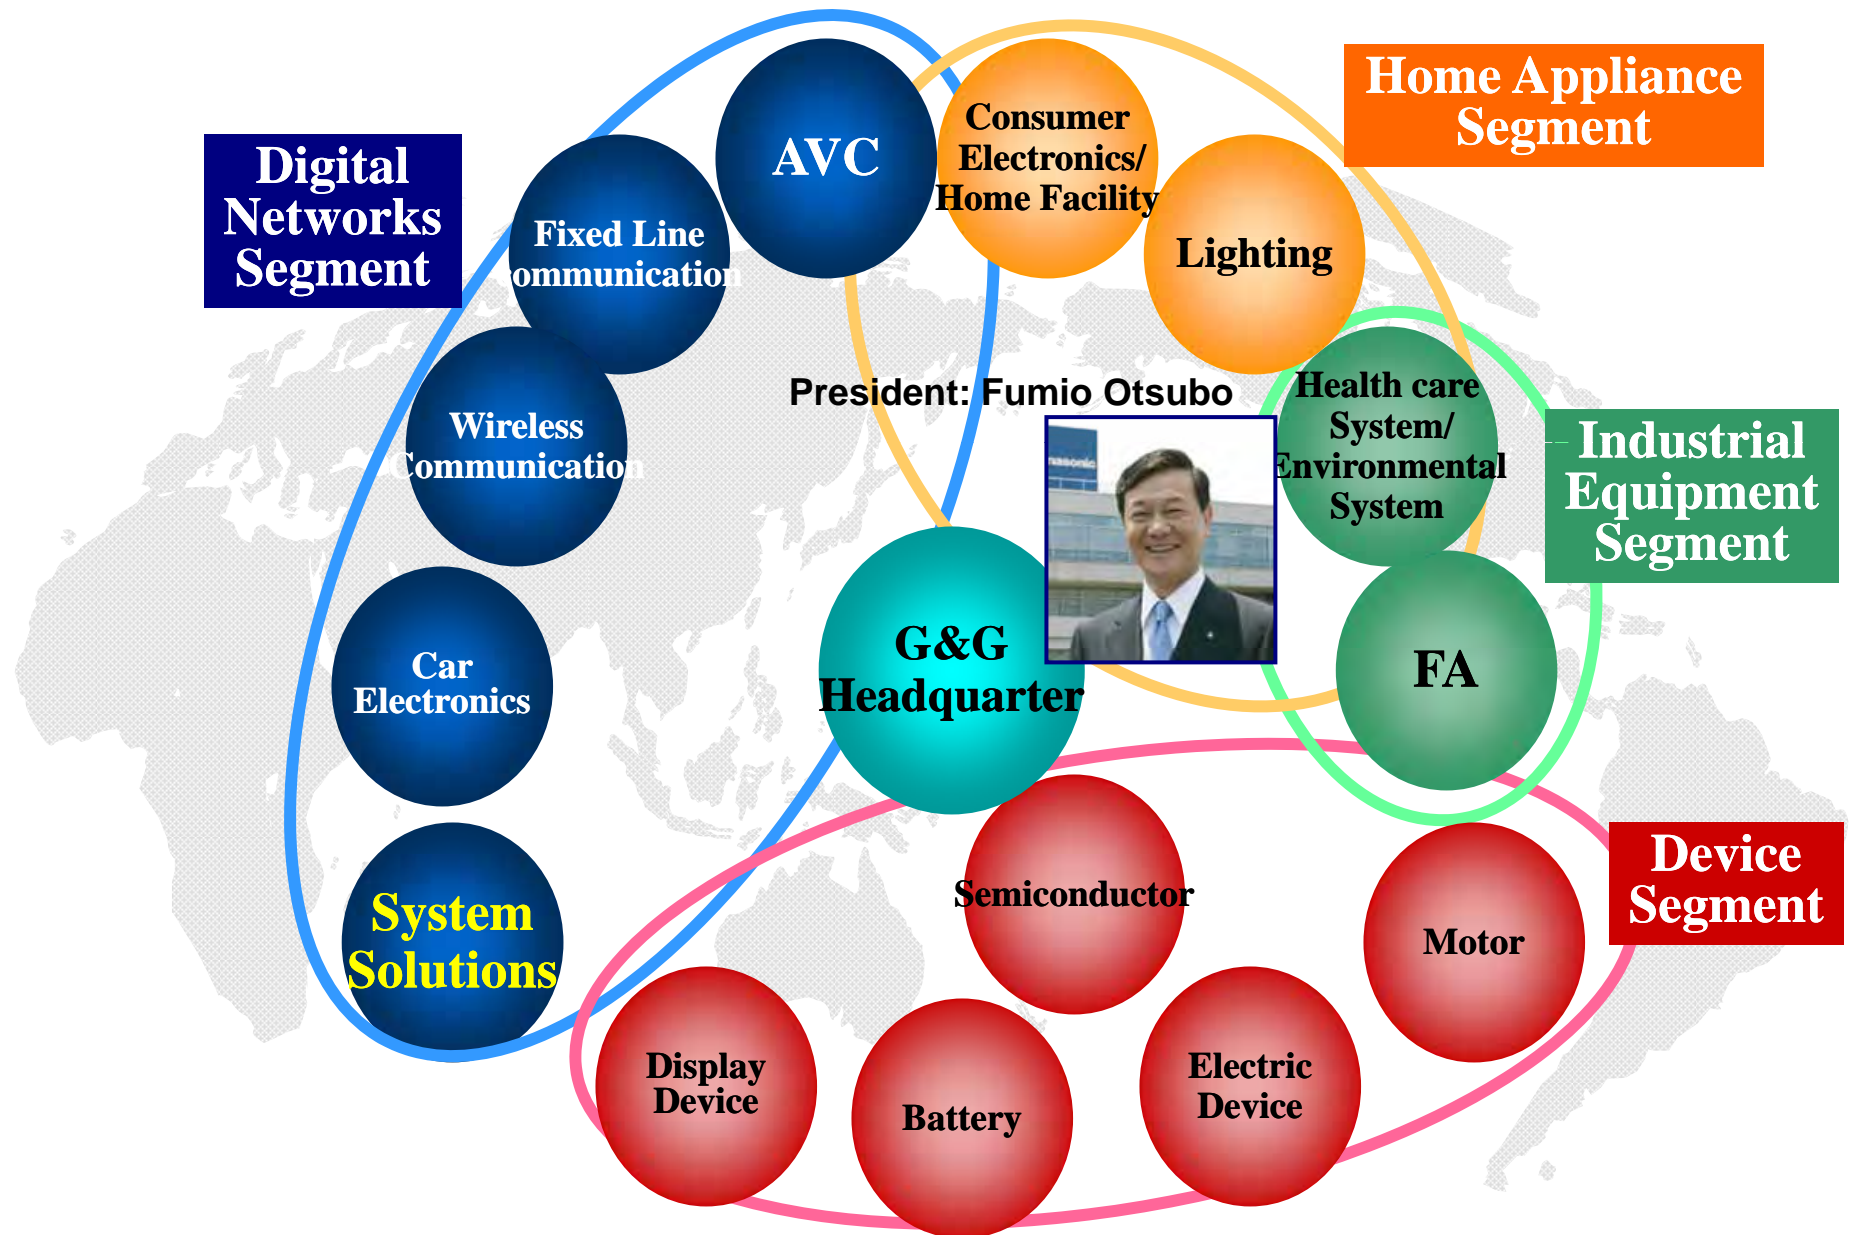 Home Appliance
Segment
Digital
Networks
Segment
AVC
Consumer
Electronics/
Home Facility
Fixed Line
ommunication
Lighting
President: Fumio Otsubo
Wireless
Communication
Health care
System/
Environmental
System
Industrial
Equipment
Segment
nasonic
Car
Electronics
G&G
Headquarter
FA
System
Solutions
Semiconductor
Motor
Device
Segment
Display
Device
Battery
Electric
Device